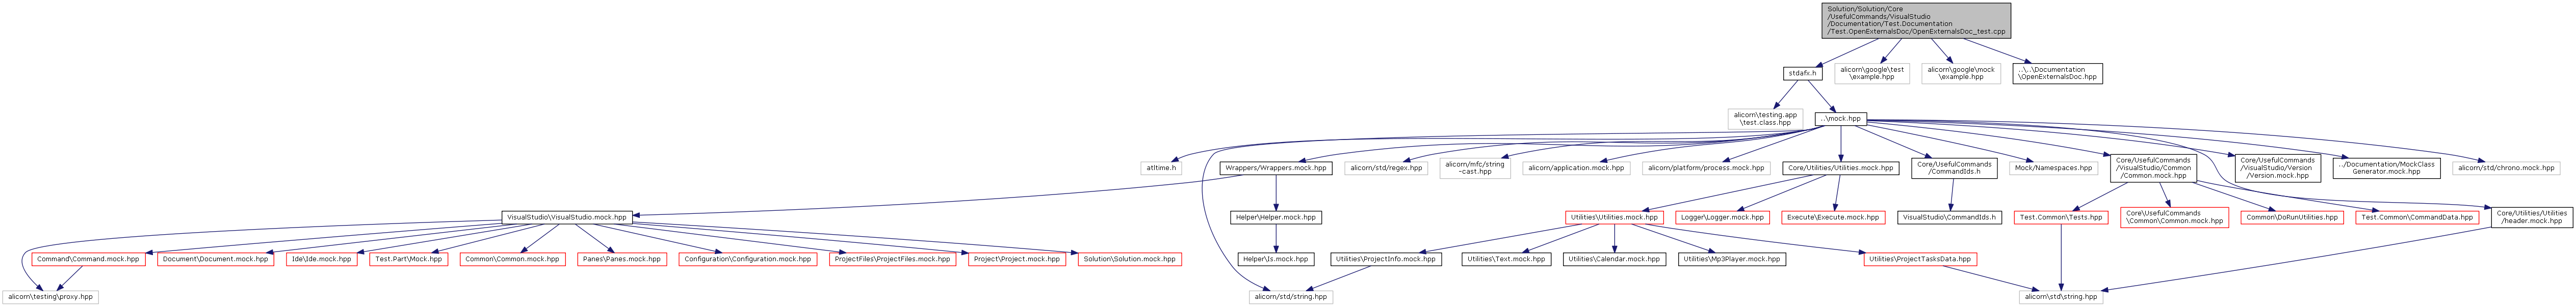 Solution/Solution/Core
/UsefulCommands/VisualStudio
/Documentation/Test.Documentation
/Test.OpenExternalsDoc/OpenExternalsDoc_test.cpp
stdafx.h
alicorn\google\test
\example.hpp
alicorn\google\mock
\example.hpp
..\..\Documentation
\OpenExternalsDoc.hpp
alicorn\testing.app
\test.class.hpp
..\mock.hpp
atltime.h
Wrappers/Wrappers.mock.hpp
alicorn/std/regex.hpp
alicorn/mfc/string
-cast.hpp
alicorn/application.mock.hpp
alicorn/platform/process.mock.hpp
Core/Utilities/Utilities.mock.hpp
Core/UsefulCommands
/CommandIds.h
Mock/Namespaces.hpp
Core/UsefulCommands
/VisualStudio/Common
/Common.mock.hpp
Core/UsefulCommands
/VisualStudio/Version
/Version.mock.hpp
../Documentation/MockClass
Generator.mock.hpp
alicorn/std/chrono.mock.hpp
VisualStudio\VisualStudio.mock.hpp
Helper\Helper.mock.hpp
Utilities\Utilities.mock.hpp
Logger\Logger.mock.hpp
Execute\Execute.mock.hpp
VisualStudio\CommandIds.h
Test.Common\Tests.hpp
Core\UsefulCommands
\Common\Common.mock.hpp
Common\DoRunUtilities.hpp
Test.Common\CommandData.hpp
Core/Utilities/Utilities
/header.mock.hpp
Command\Command.mock.hpp
Document\Document.mock.hpp
Ide\Ide.mock.hpp
Test.Part\Mock.hpp
Common\Common.mock.hpp
Panes\Panes.mock.hpp
Configuration\Configuration.mock.hpp
ProjectFiles\ProjectFiles.mock.hpp
Project\Project.mock.hpp
Solution\Solution.mock.hpp
Helper\Is.mock.hpp
Utilities\ProjectInfo.mock.hpp
Utilities\Text.mock.hpp
Utilities\Calendar.mock.hpp
Utilities\Mp3Player.mock.hpp
Utilities\ProjectTasksData.hpp
alicorn\testing\proxy.hpp
alicorn/std/string.hpp
alicorn\std\string.hpp